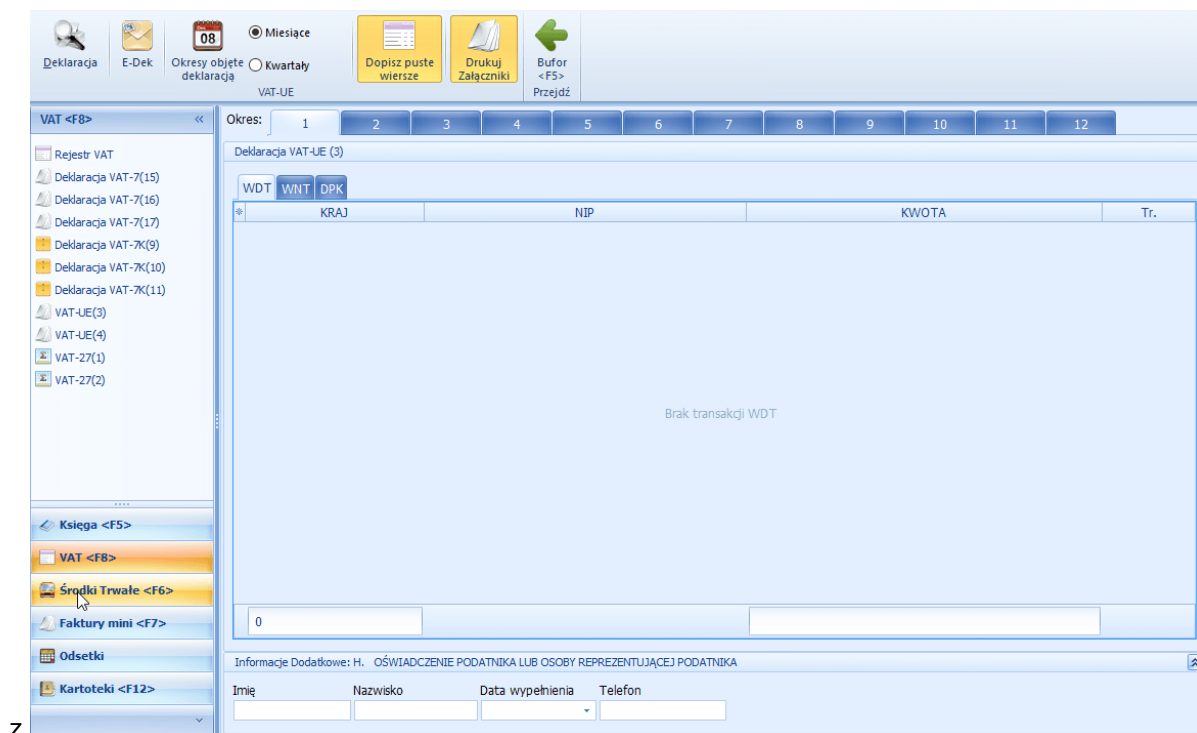 08
Miesiące
Deklaracja E-Dek Okresy objęte deklaracją Kwartały Dopisz puste wiersze Drukuj Załączniki Bufor <F5>
VAT-UE Przejdź
VAT <F8> «
Okres: 1 2 3 4 5 6 7 8 9 10 11 12
Rejestr VAT
Deklaracja VAT-7(15)
Deklaracja VAT-7(16)
Deklaracja VAT-7(17)
Deklaracja VAT-7K(9)
Deklaracja VAT-7K(10)
Deklaracja VAT-7K(11)
VAT-UE(3)
VAT-UE(4)
VAT-27(1)
VAT-27(2)
Księga <F5>
VAT <F8>
Środki Trwałe <F6>
Faktury mini <F7>
Odsetki
Kartoteki <F12>
Deklaracja VAT-UE (3)
WDT WNT DPK
KRAJ NIP KWOTA Tr.
Brak transakcji WDT
0
Informacje Dodatkowe: H. OŚWIADCZENIE PODATNIKA LUB OSOBY REPREZENTUJĄCEJ PODATNIKA
Imię Nazwisko Data wypełnienia Telefon
z